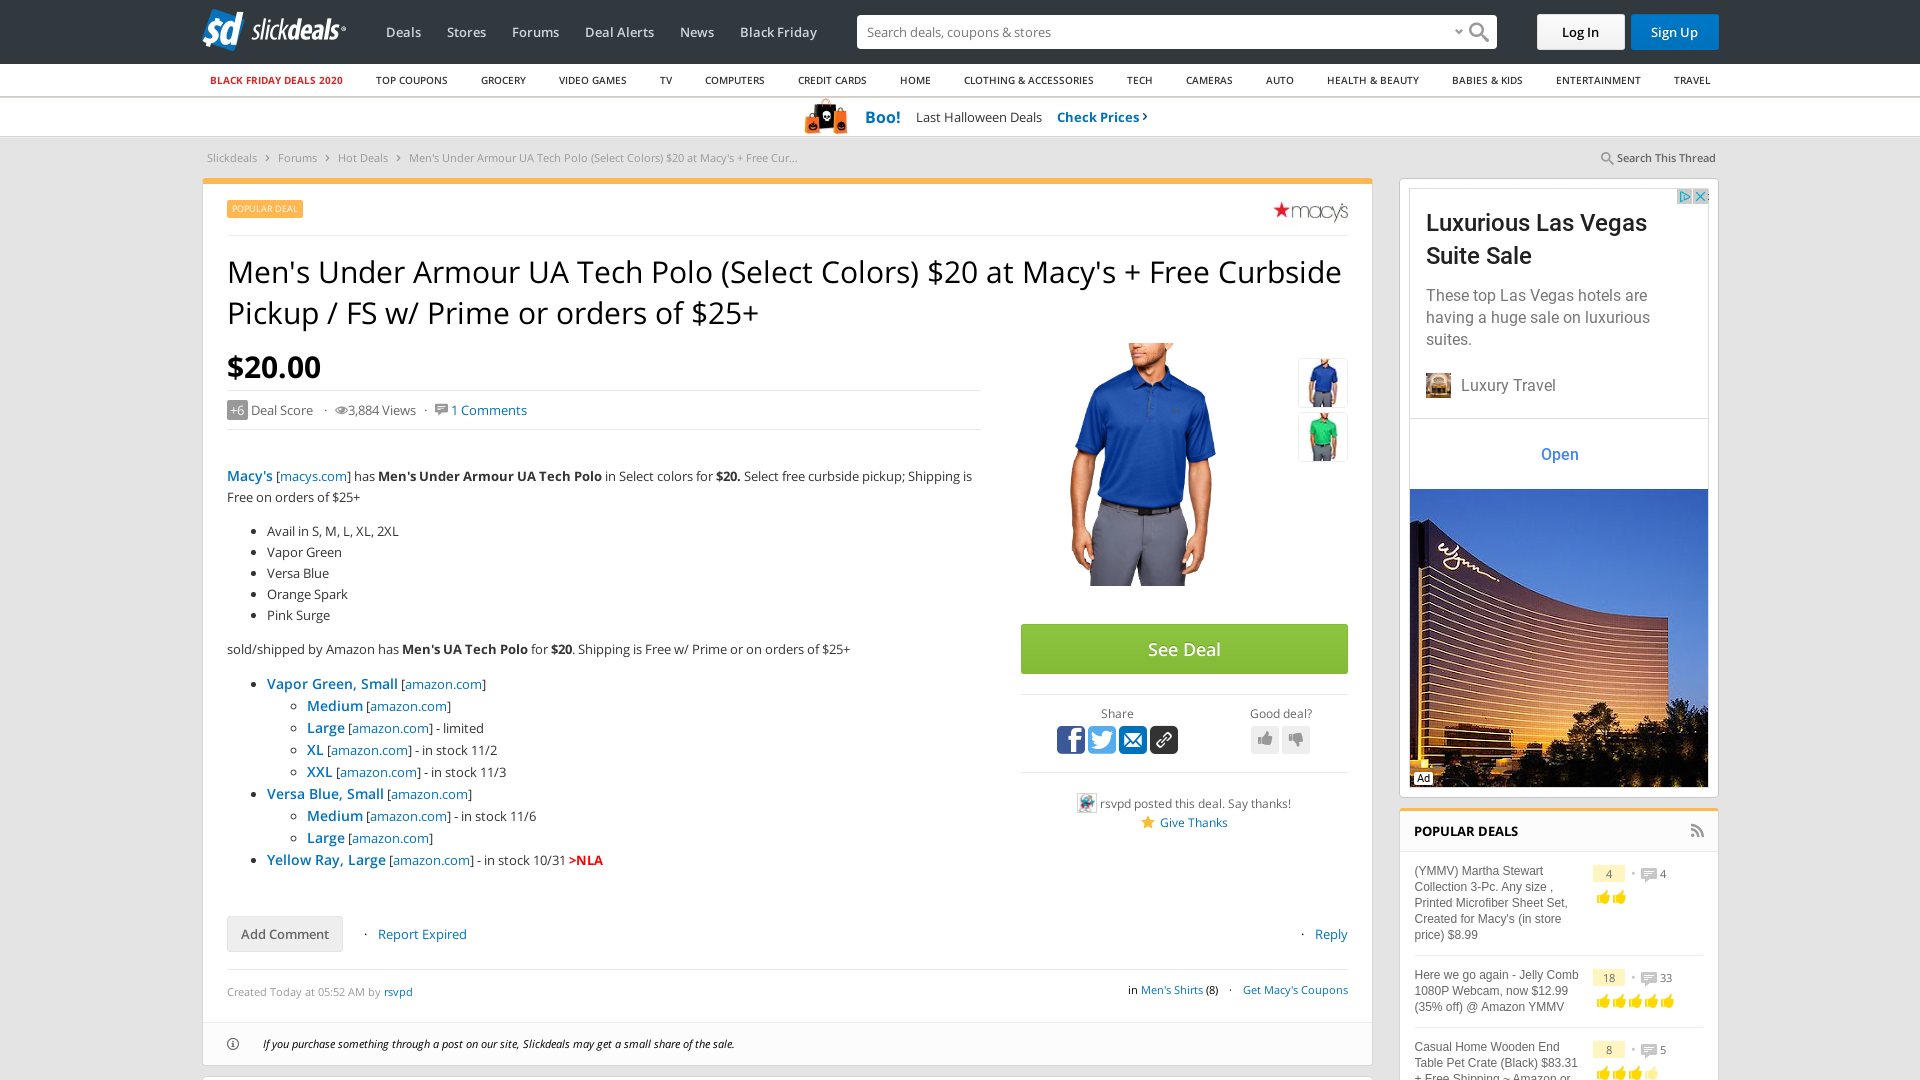 slickdeals
Deals Stores Forums Deal Alerts News Black Friday
Search deals, coupons & shopping
Log In Sign Up
BLACK FRIDAY DEALS 2020 TOP COUPONS GROCERY VIDEO GAMES TV COMPUTERS CREDIT CARDS HOME CLOTHING & ACCESSORIES TECH CAMERAS AUTO HEALTH & BEAUTY BABIES & KIDS ENTERTAINMENT TRAVEL
Boo! Last Halloween Deals Check Prices
Slickdeals > Forums > Hot Deals > Men's Under Armour UA Tech Polo (Select Colors) $20 at Macy's + Free Cur...
Search This Thread
POPULAR DEAL
macy's
Men's Under Armour UA Tech Polo (Select Colors) $20 at Macy's + Free Curbside
Pickup / FS w/ Prime or orders of $25+
$20.00
+6 Deal Score · 3,884 Views · 1 Comments
Macy's [macys.com] has Men's Under Armour UA Tech Polo in Select colors for $20. Select free curbside pickup; Shipping is
Free on orders of $25+
Avail in S, M, L, XL, 2XL
Vapor Green
Versa Blue
Orange Spark
Pink Surge
sold/shipped by Amazon has Men's UA Tech Polo for $20. Shipping is Free w/ Prime or on orders of $25+
Vapor Green, Small [amazon.com]
Medium [amazon.com]
Large [amazon.com] - limited
XL [amazon.com] - in stock 11/2
XXL [amazon.com] - in stock 11/3
Versa Blue, Small [amazon.com]
Medium [amazon.com] - in stock 11/6
Large [amazon.com]
Yellow Ray, Large [amazon.com] - in stock 10/31 >NLA
See Deal
Share
Good deal?
rsvpd posted this deal. Say thanks!
Give Thanks
Add Comment · Report Expired
· Reply
Created Today at 05:52 AM by rsvpd
in Men's Shirts (8) · Get Macy's Coupons
If you purchase something through a post on our site, Slickdeals may get a small share of the sale.
Luxurious Las Vegas
Suite Sale
These top Las Vegas hotels are
having a huge sale on luxurious
suites.
Luxury Travel
Open
wynn
Ad
POPULAR DEALS
(YMMV) Martha Stewart
Collection 3-Pc. Any size ,
Printed Microfiber Sheet Set,
Created for Macy's (in store
price) $8.99
4 · 4
Here we go again - Jelly Comb
1080P Webcam, now $12.99
(35% off) @ Amazon YMMV
18 · 33
Casual Home Wooden End
Table Pet Crate (Black) $83.31
+ Free Shipping ~ Amazon or
8 · 5